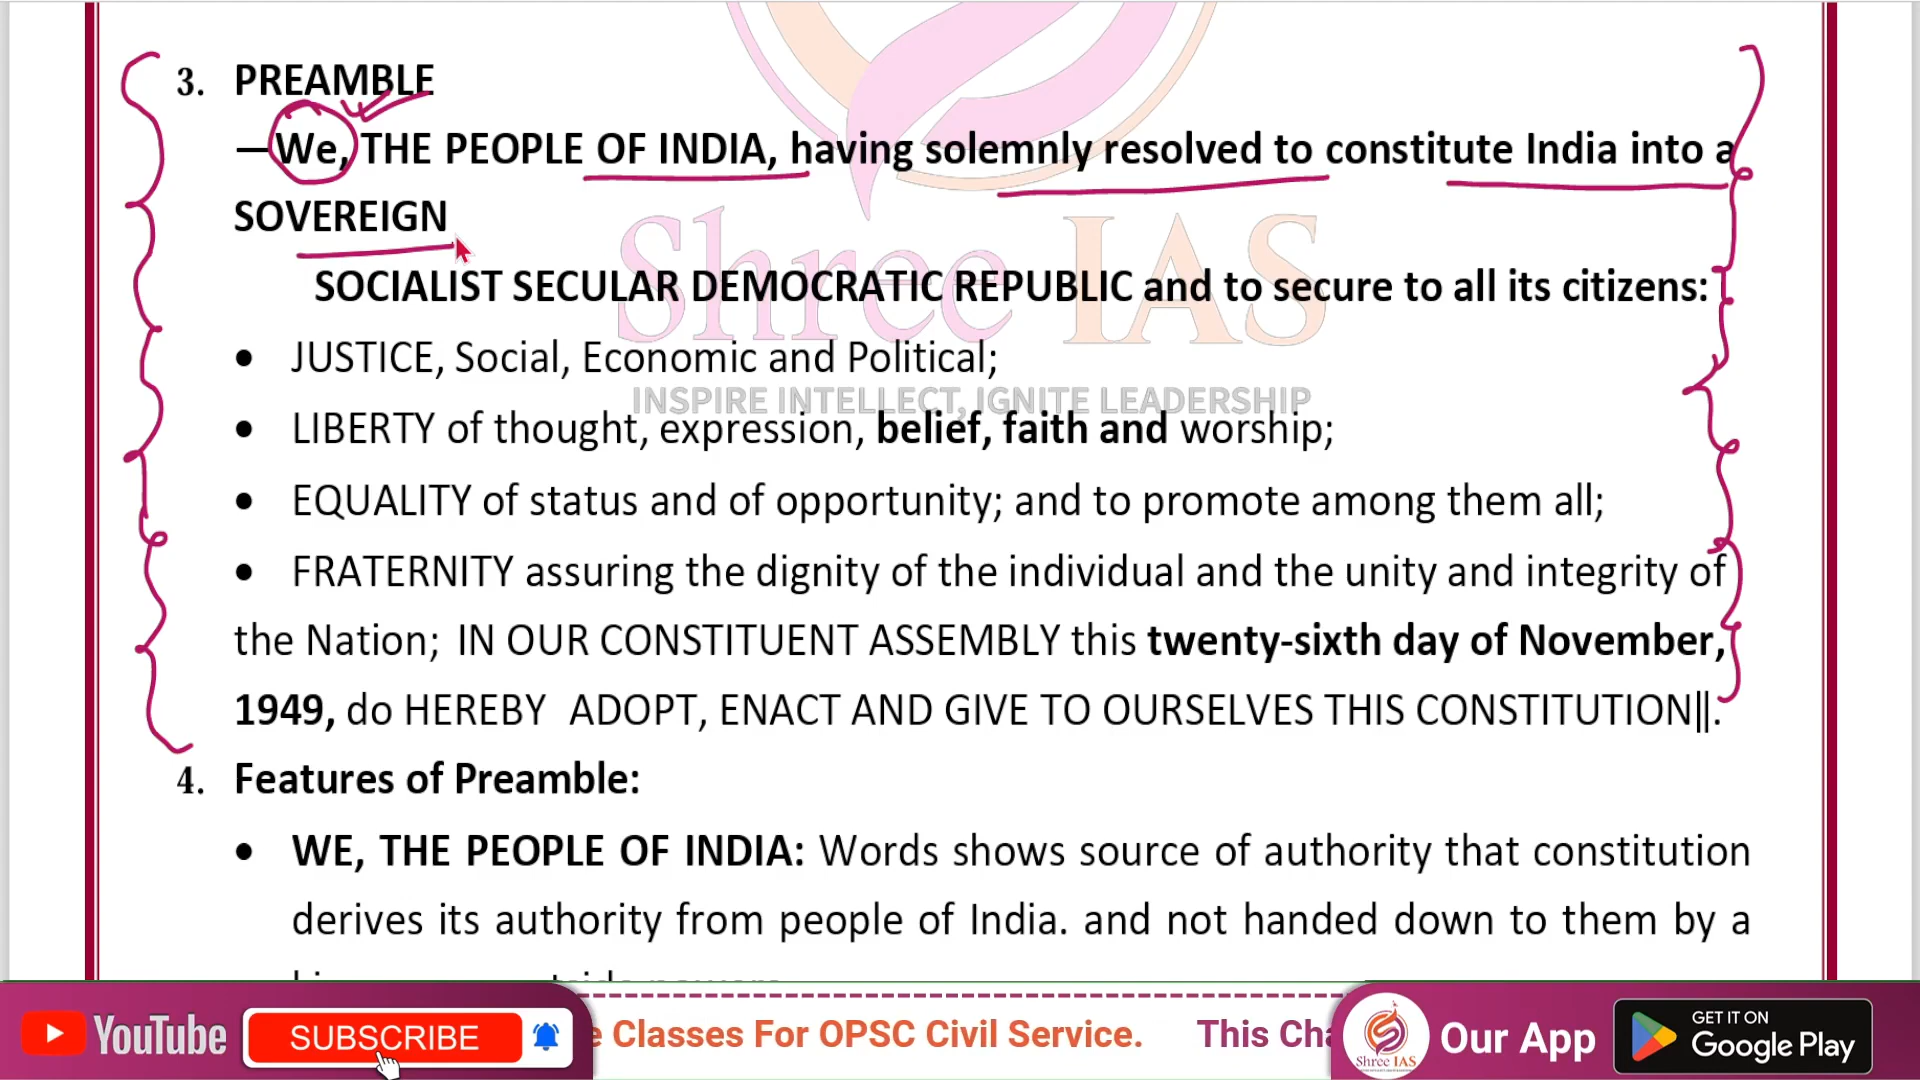 3. PREAMBLE
―We, THE PEOPLE OF INDIA, having solemnly resolved to constitute India into a
SOVEREIGN
SOCIALIST SECULAR DEMOCRATIC REPUBLIC and to secure to all its citizens:
Shree IAS
• JUSTICE, Social, Economic and Political;
INSPIRE INTELLECT, IGNITE LEADERSHIP
• LIBERTY of thought, expression, belief, faith and worship;
• EQUALITY of status and of opportunity; and to promote among them all;
• FRATERNITY assuring the dignity of the individual and the unity and integrity of
the Nation; IN OUR CONSTITUENT ASSEMBLY this twenty-sixth day of November,
1949, do HEREBY ADOPT, ENACT AND GIVE TO OURSELVES THIS CONSTITUTION‖.
4. Features of Preamble:
• WE, THE PEOPLE OF INDIA: Words shows source of authority that constitution
derives its authority from people of India. and not handed down to them by a
YouTube SUBSCRIBE
e Classes For OPSC Civil Service. This Cha
Shree IAS
Our App
GET IT ON
Google Play